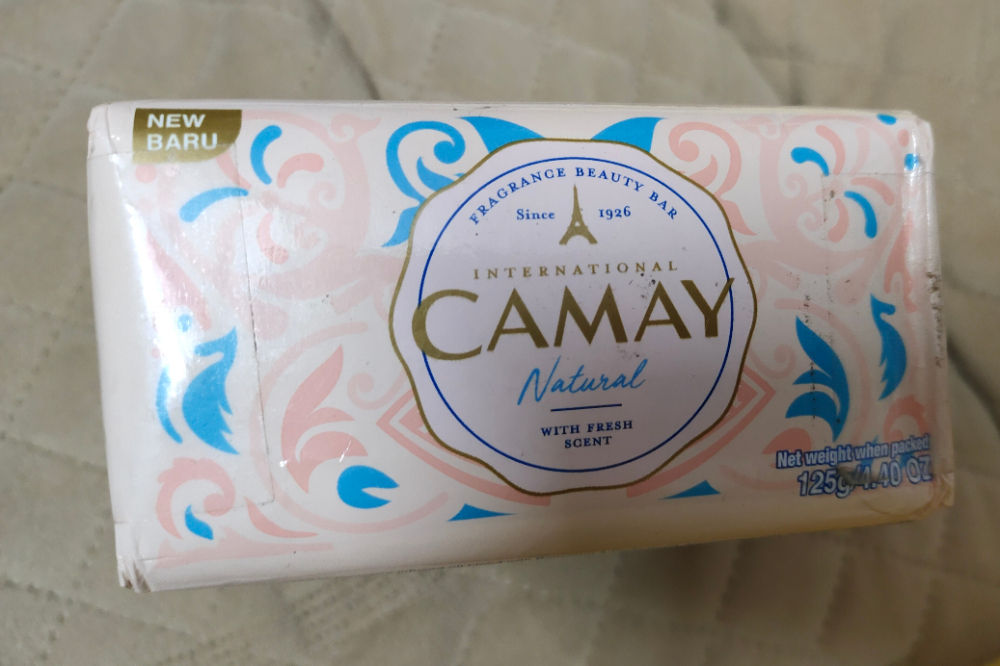 NEW
BARU
FRAGRANCE BEAUTY BAR
Since 1926
INTERNATIONAL
CAMAY
Natural
WITH FRESH
SCENT
Net weight when packed
125g/4.40 OZ